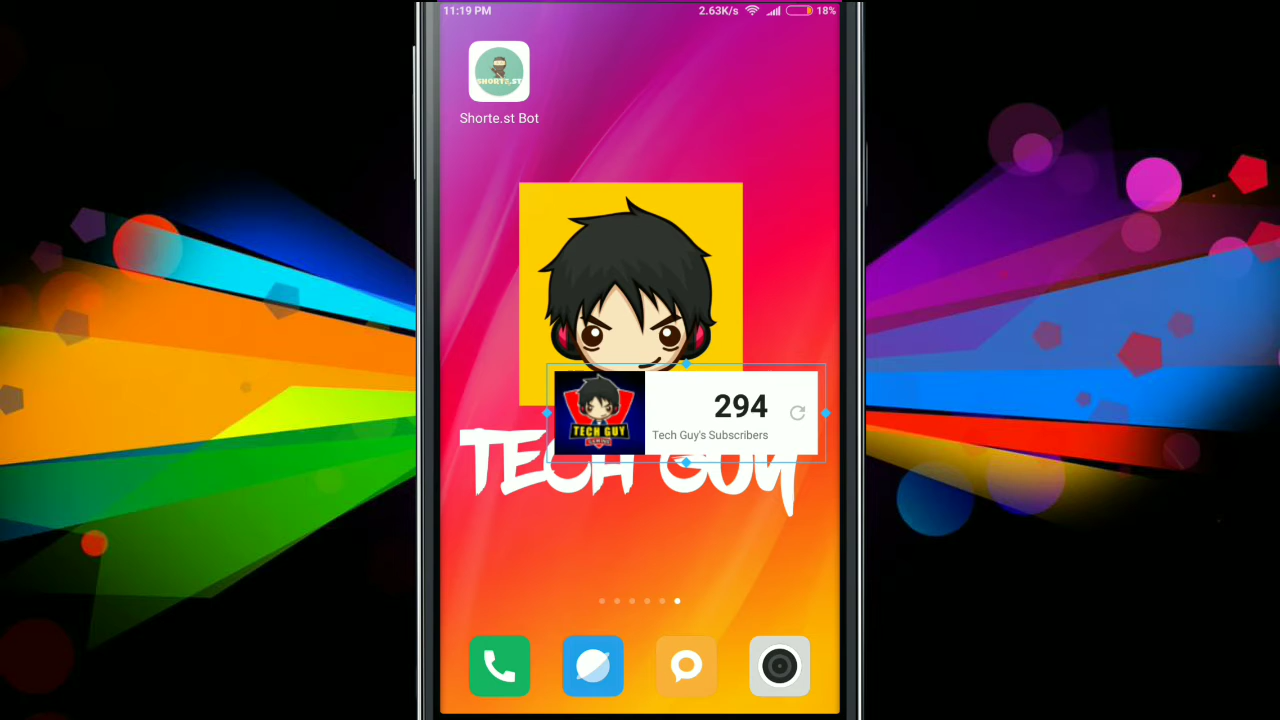 11:19 PM
2.63K/s
18%
SHORTE.ST
Shorte.st Bot
294
Tech Guy's Subscribers
TECH GUY
TECH GUY